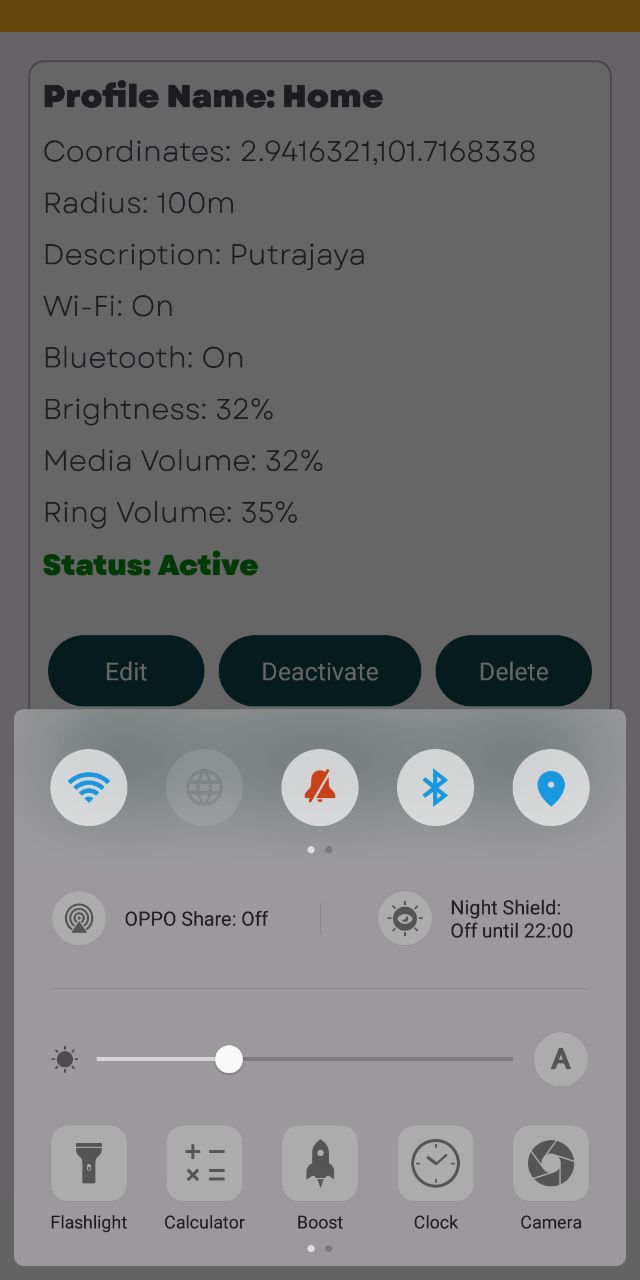 Profile Name: Home
Coordinates: 2.9416321,101.7168338
Radius: 100m
Description: Putrajaya
Wi-Fi: On
Bluetooth: On
Brightness: 32%
Media Volume: 32%
Ring Volume: 35%
Status: Active
Edit Deactivate Delete
OPPO Share: Off
Night Shield:
Off until 22:00
A
Flashlight Calculator Boost Clock Camera